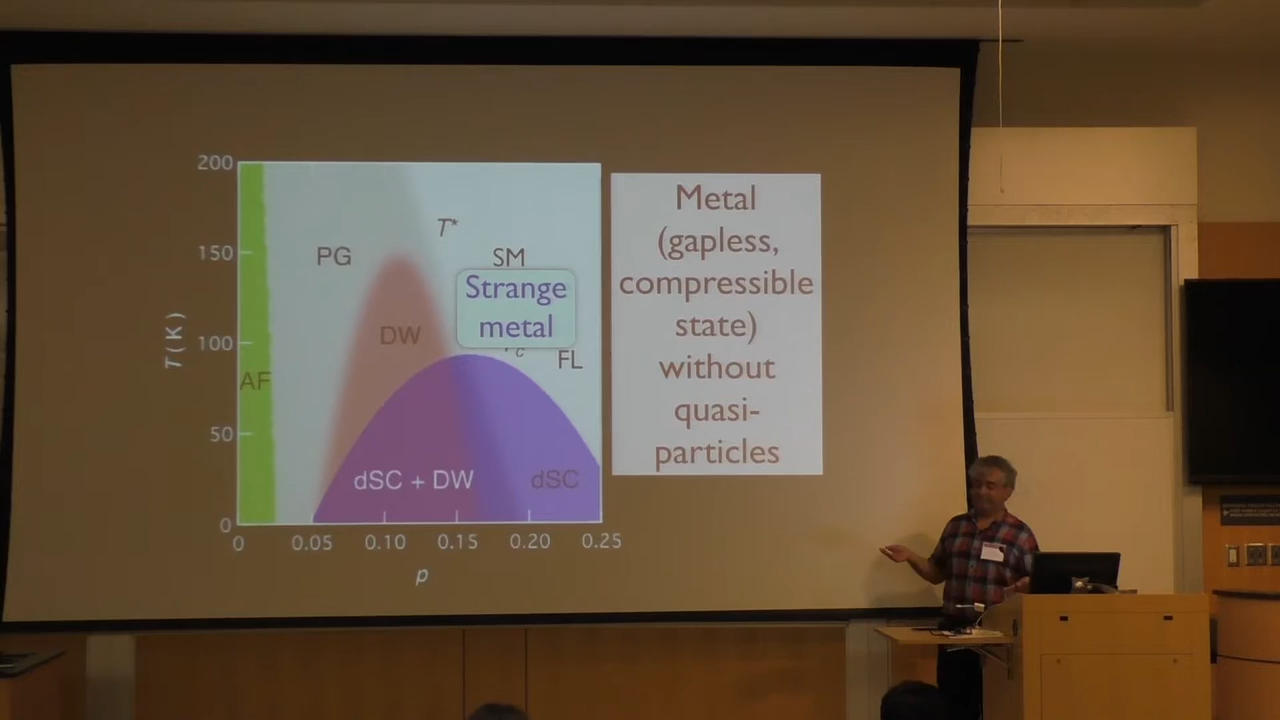 200
150
100
50
0
T(K)
0
0.05
0.10
0.15
0.20
0.25
p
AF
PG
DW
T*
SM
Strange
metal
c
FL
dSC + DW
dSC
Metal
(gapless,
compressible
state)
without
quasi-
particles